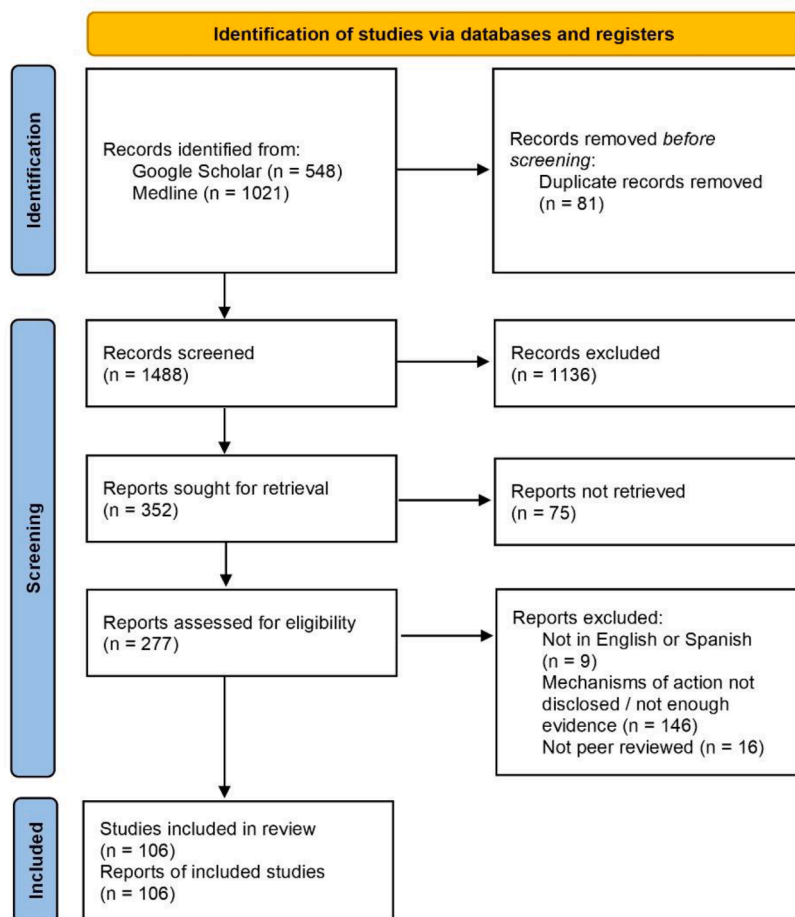 Identification of studies via databases and registers
Identification
Records identified from:
Google Scholar (n = 548)
Medline (n = 1021)
Records removed before
screening:
Duplicate records removed
(n = 81)
Screening
Records screened
(n = 1488)
Records excluded
(n = 1136)
Reports sought for retrieval
(n = 352)
Reports not retrieved
(n = 75)
Reports assessed for eligibility
(n = 277)
Reports excluded:
Not in English or Spanish
(n = 9)
Mechanisms of action not
disclosed / not enough
evidence (n = 146)
Not peer reviewed (n = 16)
Included
Studies included in review
(n = 106)
Reports of included studies
(n = 106)